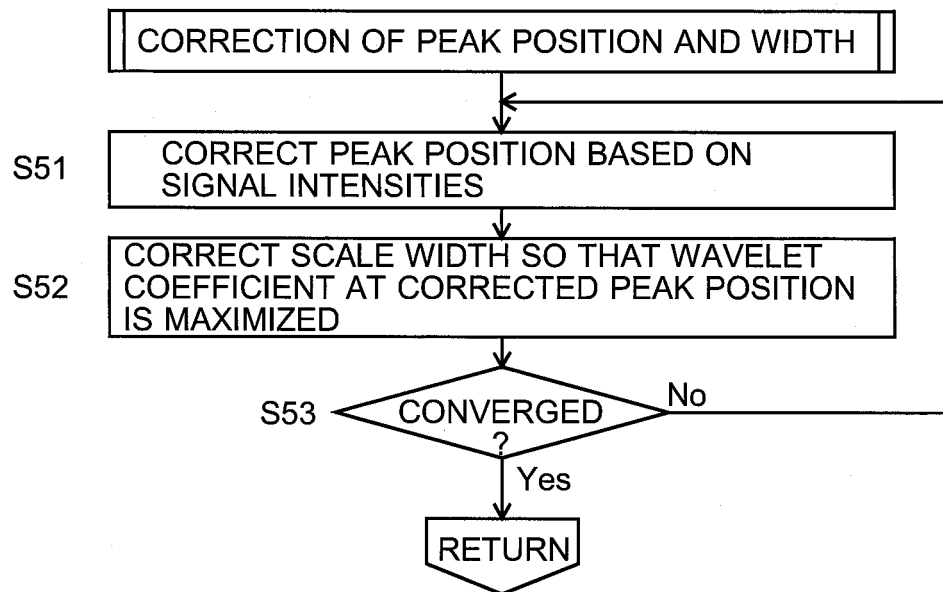 CORRECTION OF PEAK POSITION AND WIDTH
S51
CORRECT PEAK POSITION BASED ON
SIGNAL INTENSITIES
S52
CORRECT SCALE WIDTH SO THAT WAVELET
COEFFICIENT AT CORRECTED PEAK POSITION
IS MAXIMIZED
S53
CONVERGED
?
No
Yes
RETURN